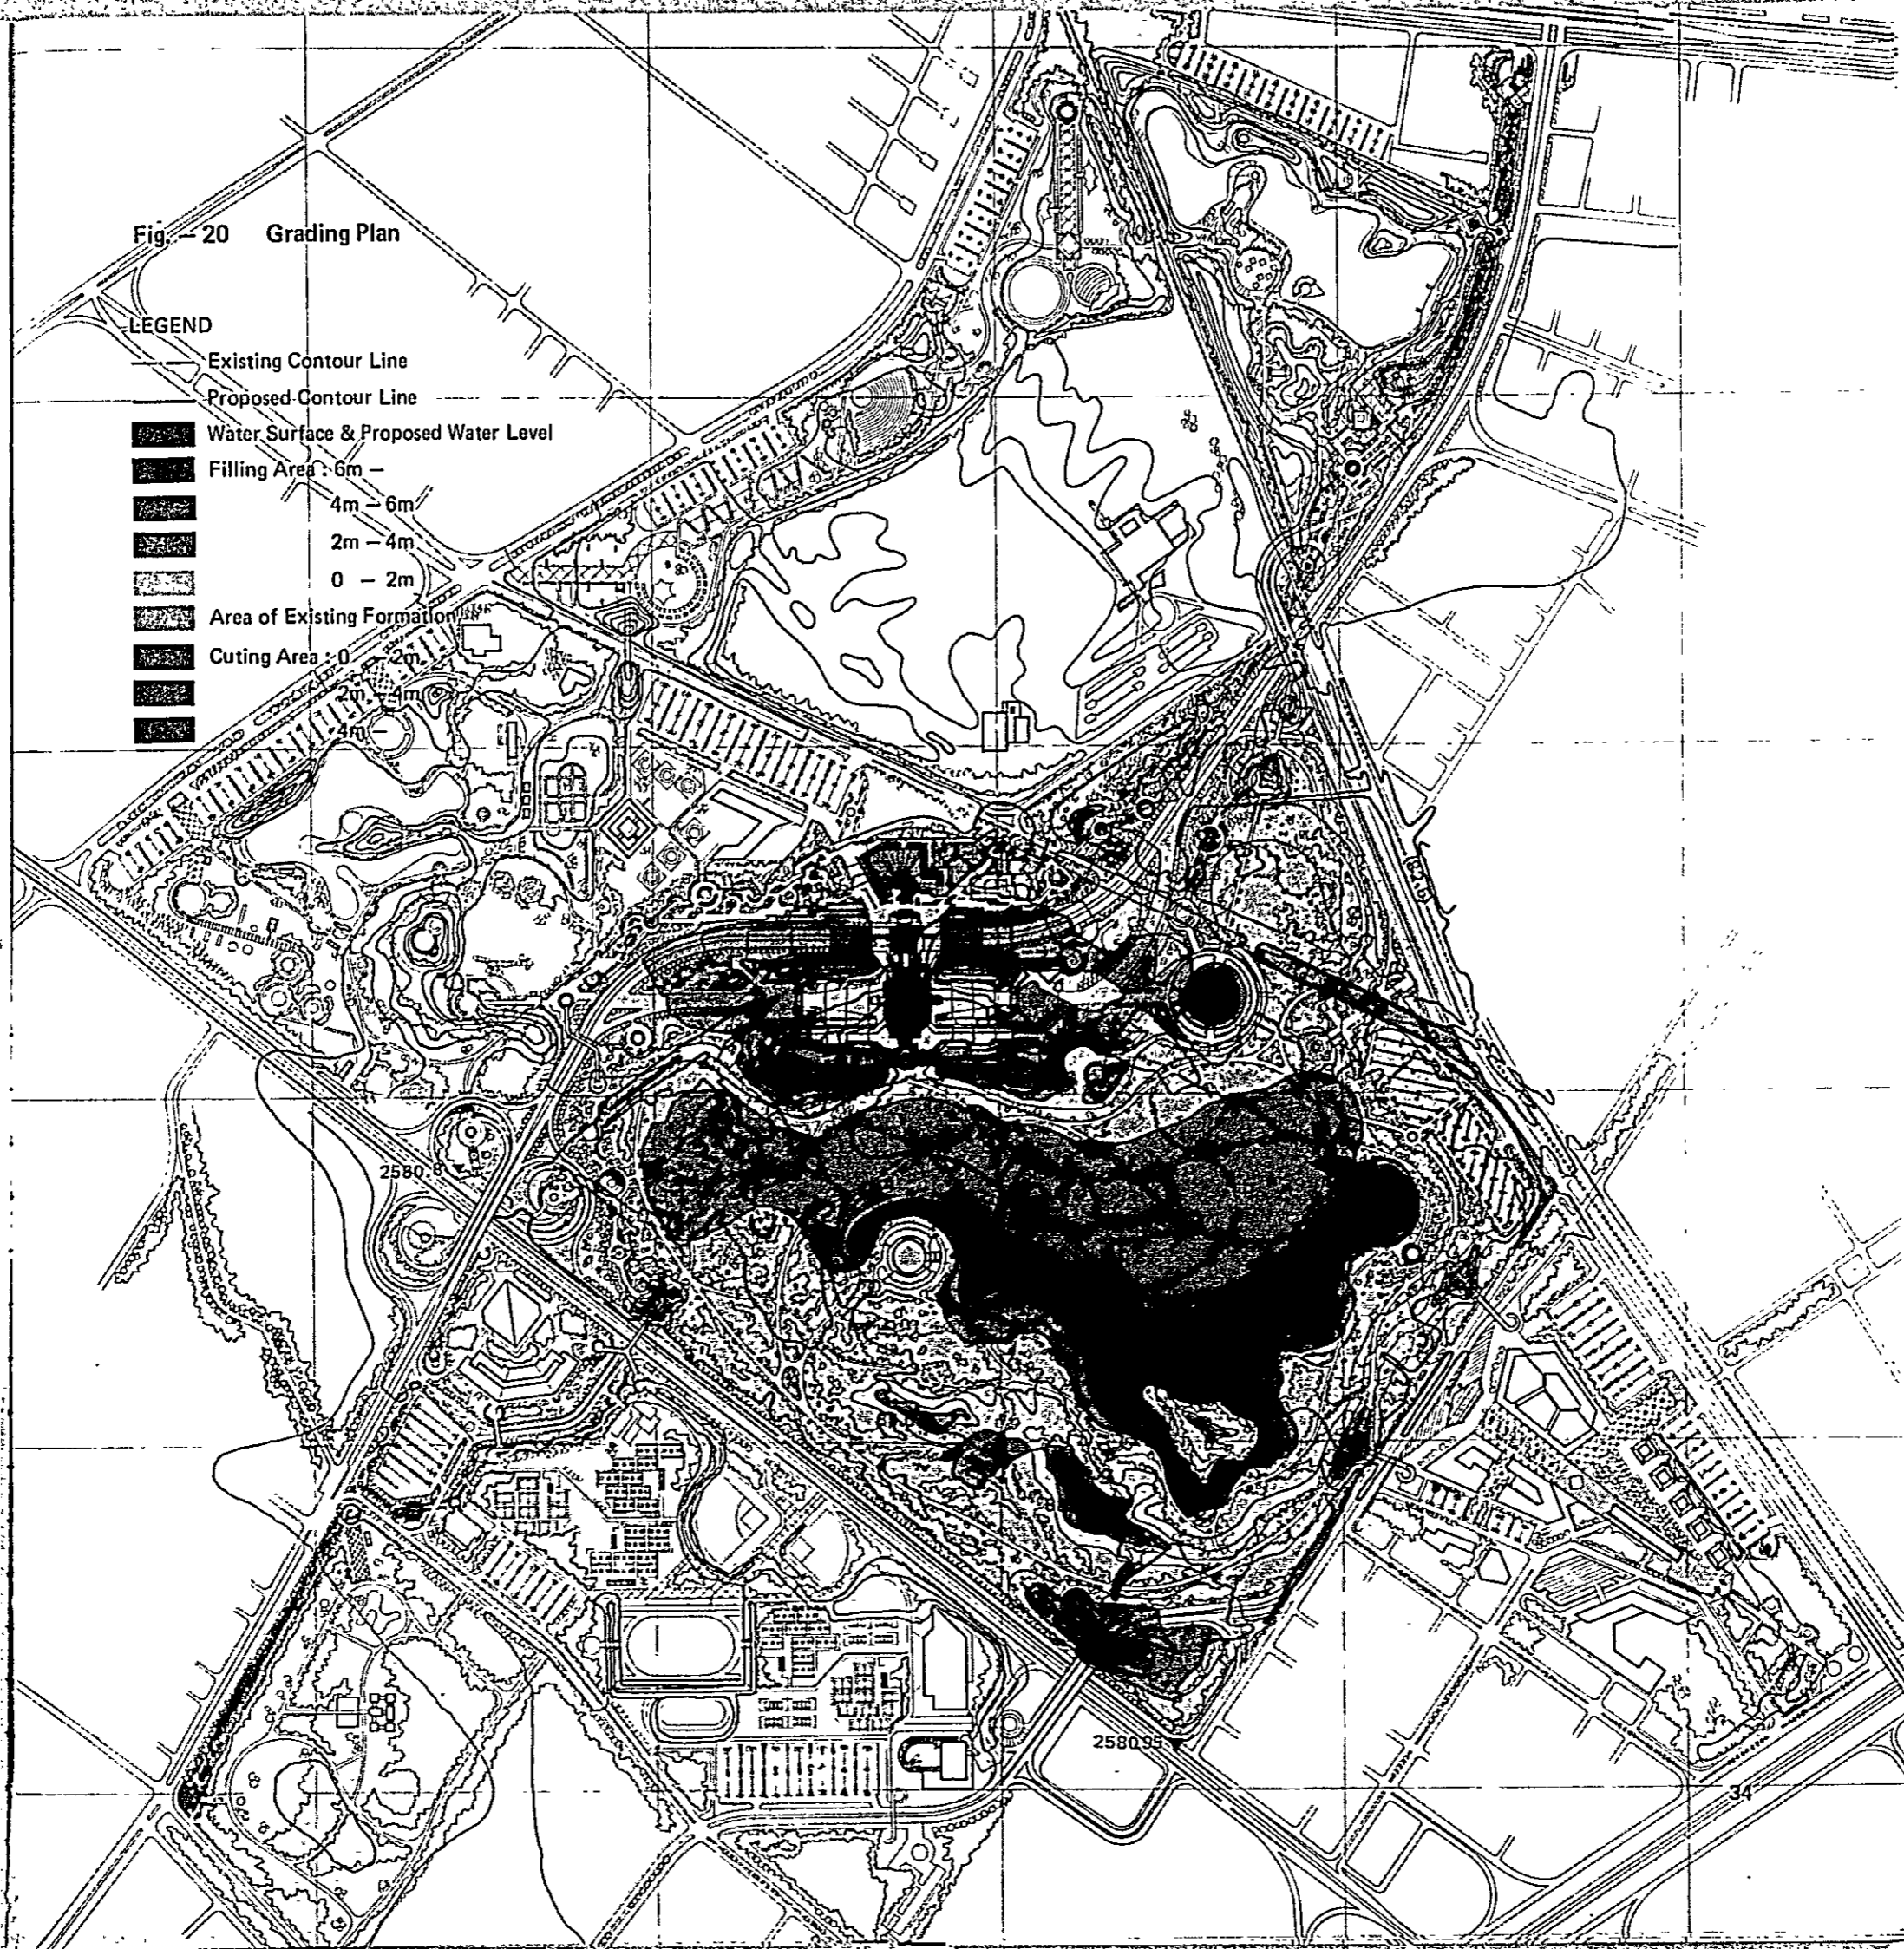 Fig. – 20 Grading Plan
LEGEND
Existing Contour Line
Proposed Contour Line
Water Surface & Proposed Water Level
Filling Area : 6m –
4m – 6m
2m – 4m
0 – 2m
Area of Existing Formation
Cuting Area : 0 – 2m
2m – 4m
4m –
2580.8
2580.95
34